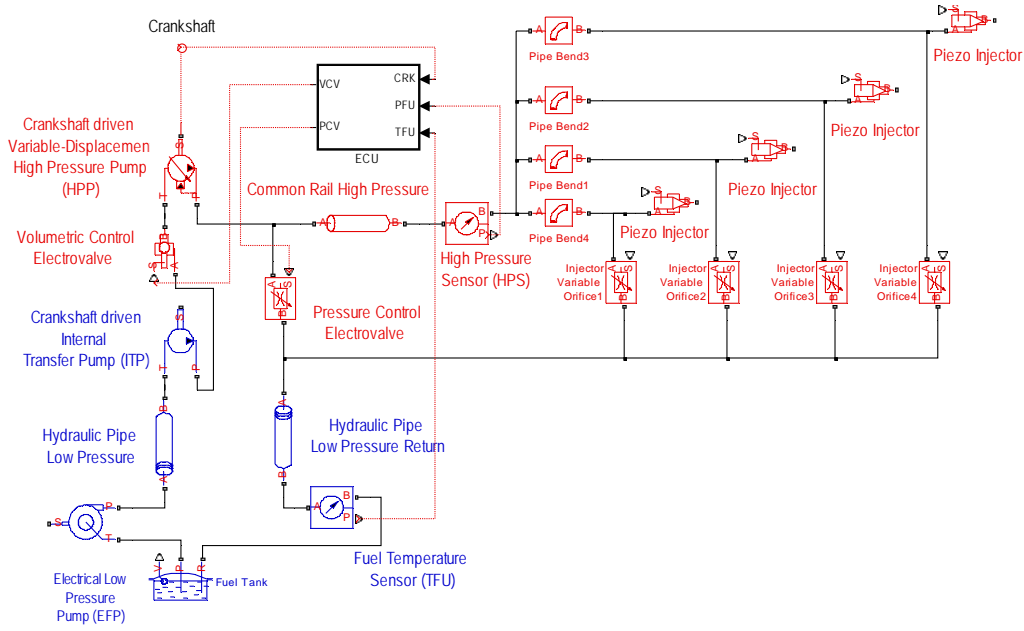 Crankshaft
Crankshaft driven
Variable-Displacemen
High Pressure Pump
(HPP)
S
T
P
VCV
PCV
CRK
PFU
TFU
ECU
Volumetric Control
Electrovalve
B
S
A
Common Rail High Pressure
A
B
A
B
P
High Pressure
Sensor (HPS)
A
B
Pipe Bend3
A
B
Pipe Bend2
A
B
Pipe Bend1
A
B
Pipe Bend4
S
A
Piezo Injector
S
A
Piezo Injector
S
A
Piezo Injector
S
A
Piezo Injector
A
S
B
Injector
Variable
Orifice1
A
S
B
Injector
Variable
Orifice2
A
S
B
Injector
Variable
Orifice3
A
S
B
Injector
Variable
Orifice4
A
S
B
Pressure Control
Electrovalve
Crankshaft driven
Internal
Transfer Pump (ITP)
S
T
P
B
A
Hydraulic Pipe
Low Pressure
A
B
Hydraulic Pipe
Low Pressure Return
A
B
P
Fuel Temperature
Sensor (TFU)
S
P
T
Electrical Low
Pressure
Pump (EFP)
V
P
R
Fuel Tank